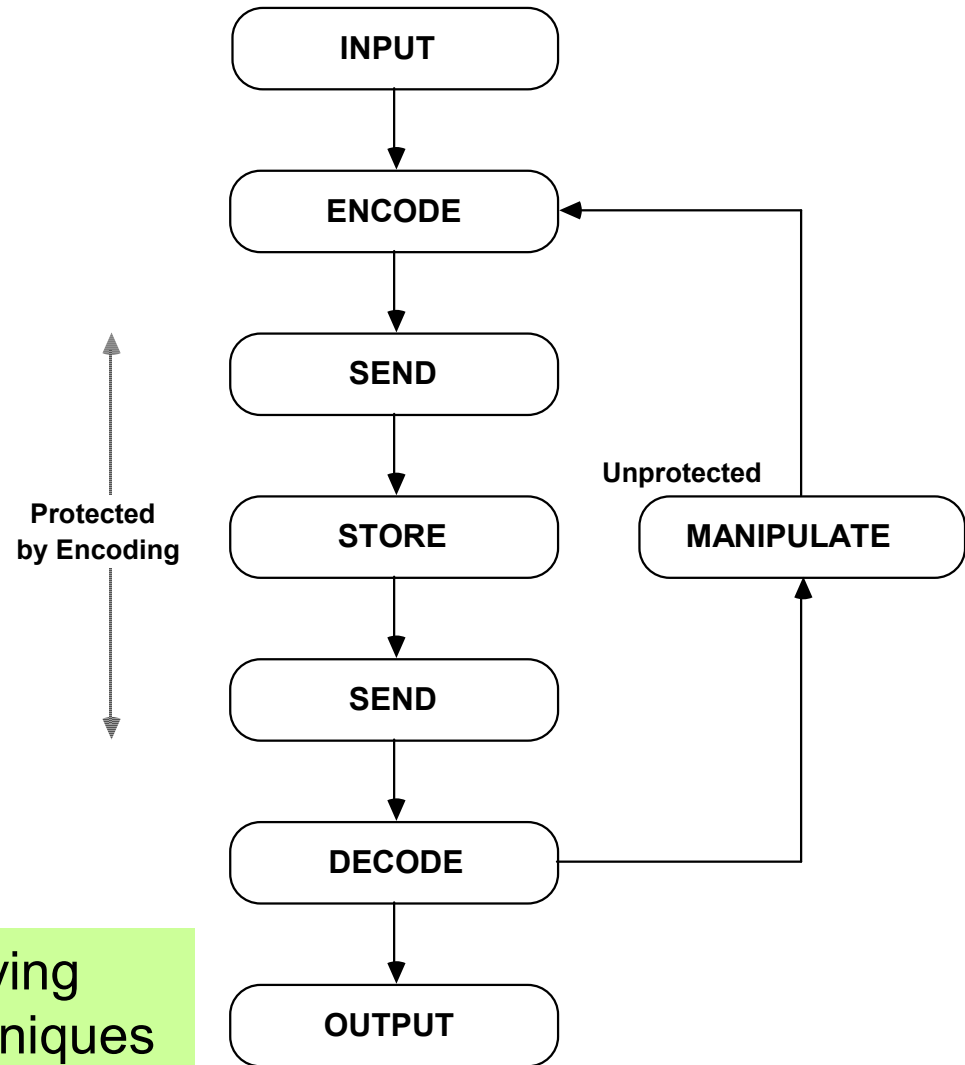 INPUT
ENCODE
SEND
Unprotected
Protected
by Encoding
STORE
MANIPULATE
SEND
DECODE
OUTPUT